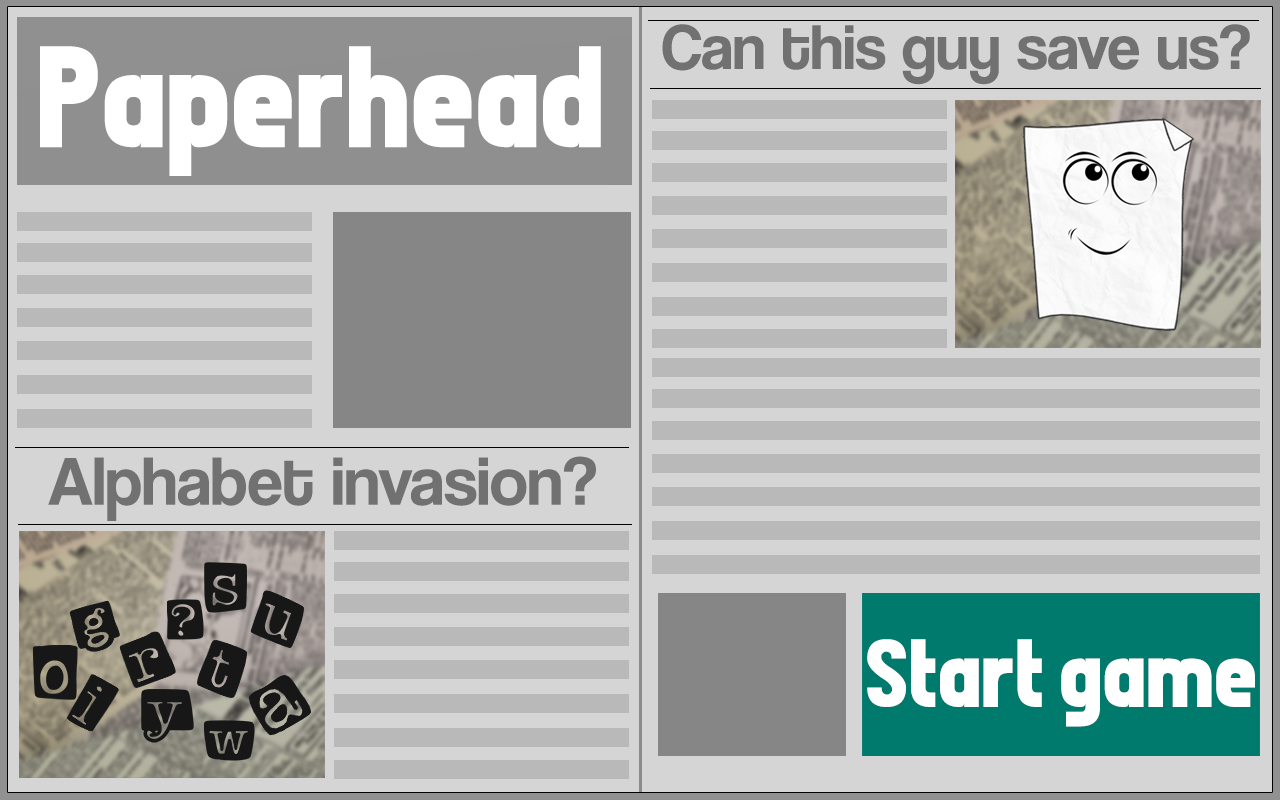 Paperhead
Alphabet invasion?
s
g ? u
o r t
i y w a
Can this guy save us?
Start game